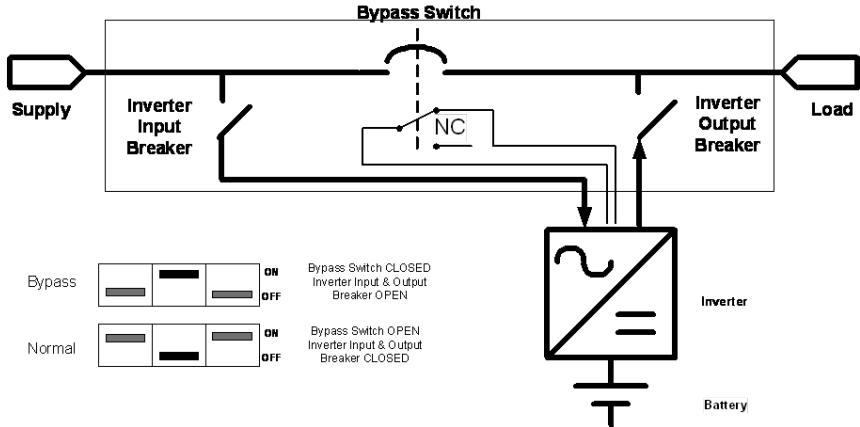 Bypass Switch
Supply
Inverter
Input
Breaker
NC
Inverter
Output
Breaker
Load
Bypass
ON
OFF
Bypass Switch CLOSED
Inverter Input & Output
Breaker OPEN
Normal
ON
OFF
Bypass Switch OPEN
Inverter Input & Output
Breaker CLOSED
Inverter
Battery